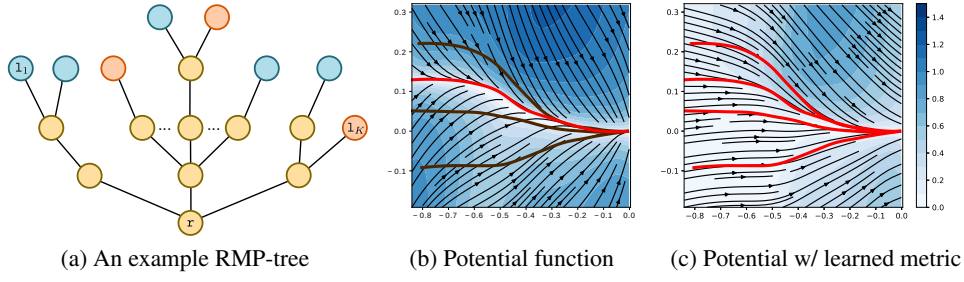 1₁
... ...
1_K
r
(a) An example RMP-tree
0.3
0.2
0.1
0.0
−0.1
−0.8 −0.7 −0.6 −0.5 −0.4 −0.3 −0.2 −0.1 0.0
(b) Potential function
0.3
0.2
0.1
0.0
−0.1
−0.8 −0.7 −0.6 −0.5 −0.4 −0.3 −0.2 −0.1 0.0
1.4
1.2
1.0
0.8
0.6
0.4
0.2
0.0
(c) Potential w/ learned metric